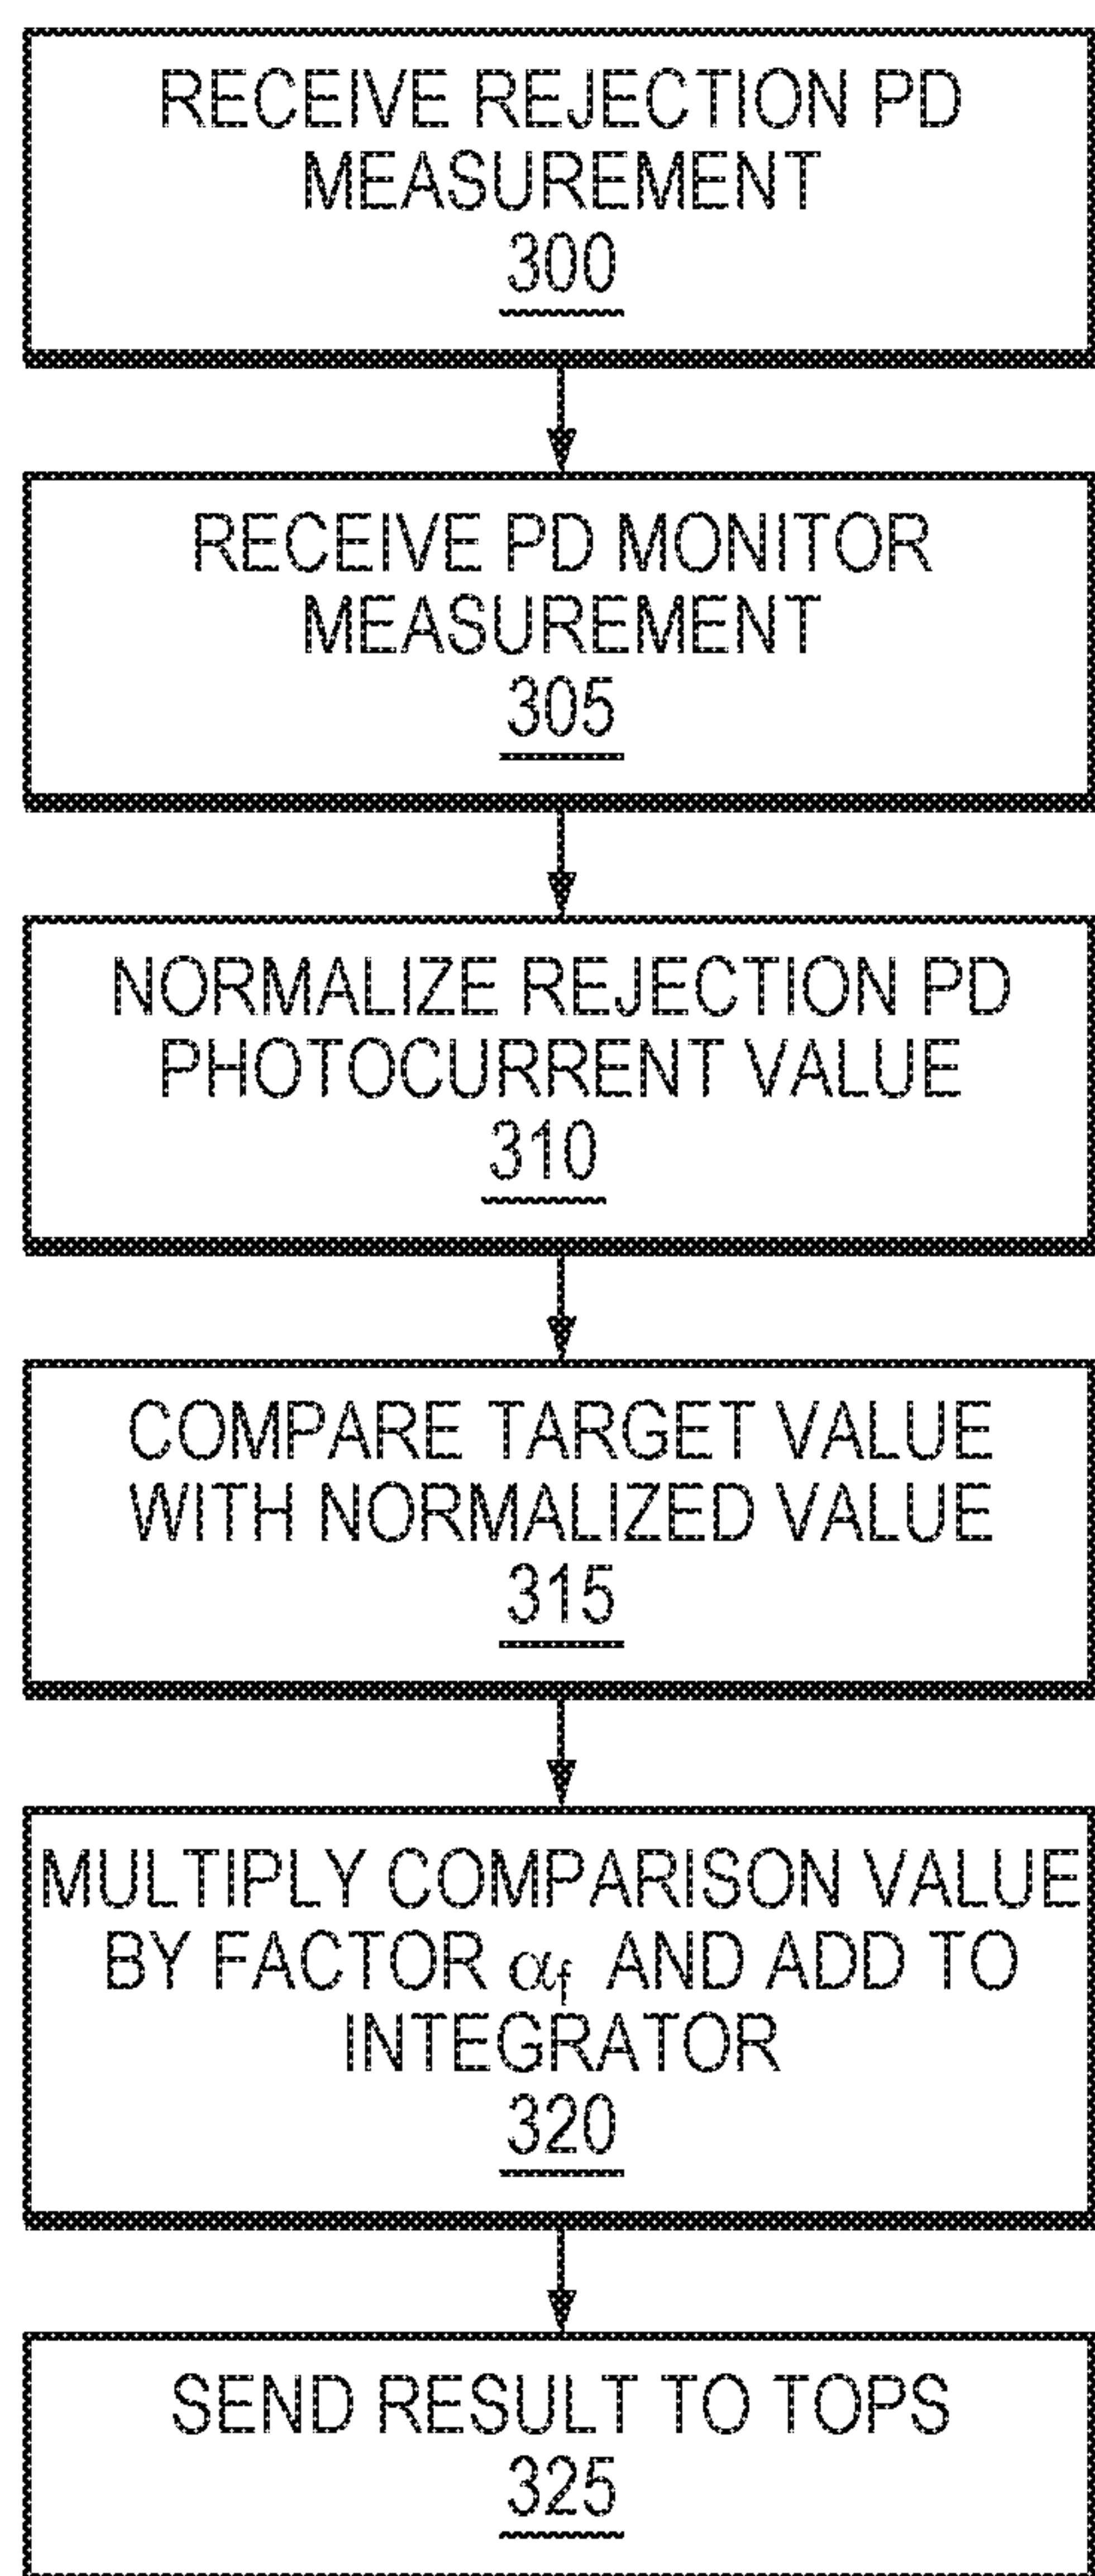 RECEIVE REJECTION PD
MEASUREMENT
300
RECEIVE PD MONITOR
MEASUREMENT
305
NORMALIZE REJECTION PD
PHOTOCURRENT VALUE
310
COMPARE TARGET VALUE
WITH NORMALIZED VALUE
315
MULTIPLY COMPARISON VALUE
BY FACTOR αf AND ADD TO
INTEGRATOR
320
SEND RESULT TO TOPS
325